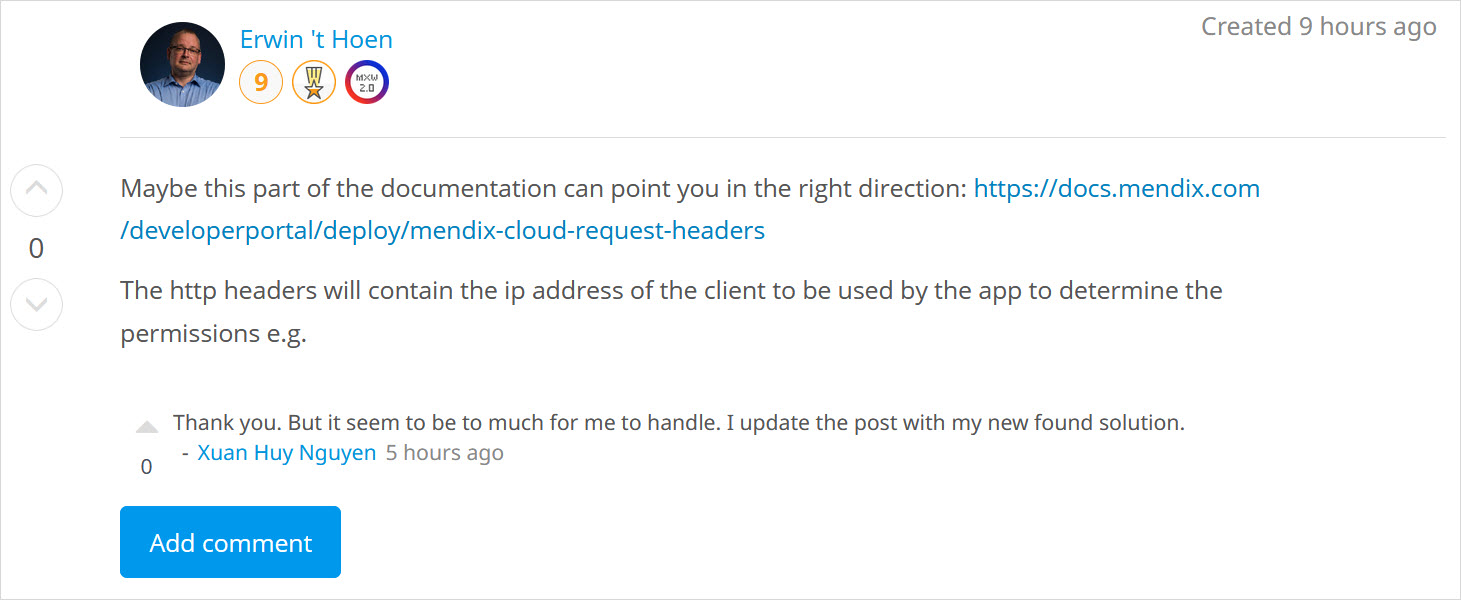 Erwin 't Hoen
Created 9 hours ago
9
MXW
2.0
Maybe this part of the documentation can point you in the right direction: https://docs.mendix.com
/developerportal/deploy/mendix-cloud-request-headers
0
The http headers will contain the ip address of the client to be used by the app to determine the
permissions e.g.
Thank you. But it seem to be to much for me to handle. I update the post with my new found solution.
- Xuan Huy Nguyen 5 hours ago
0
Add comment